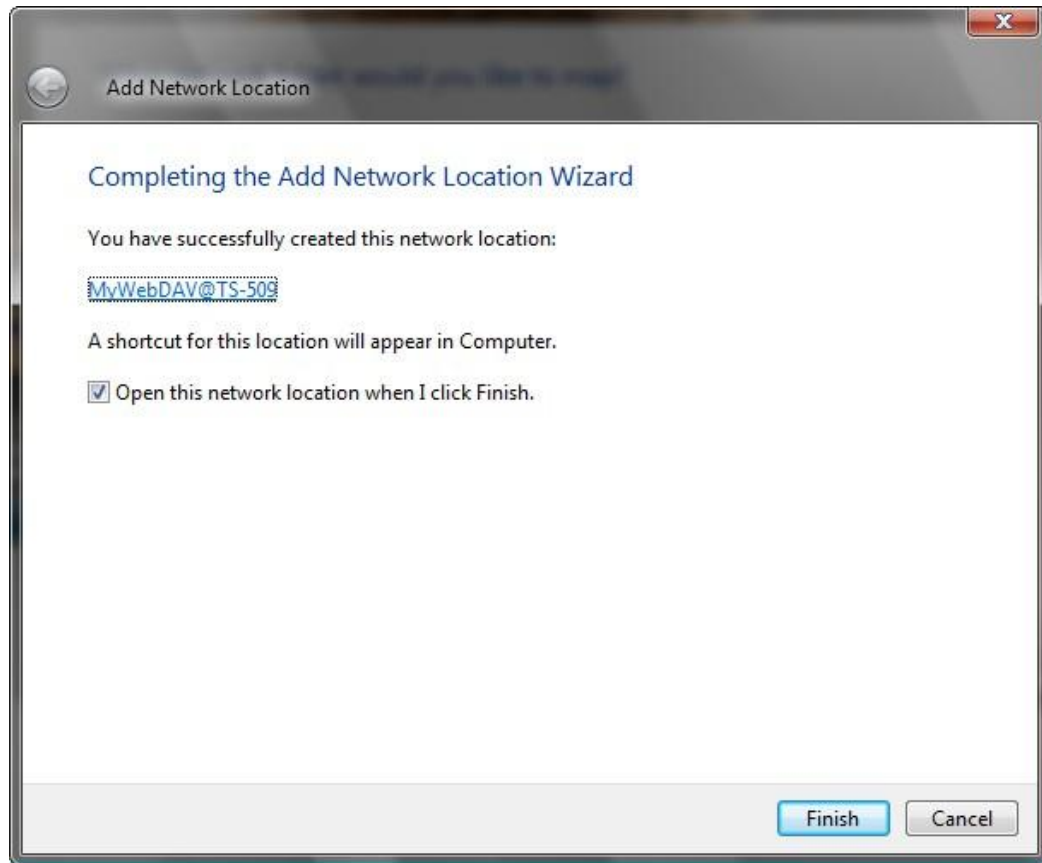 Add Network Location
Completing the Add Network Location Wizard
You have successfully created this network location:
MyWebDAV@TS-509
A shortcut for this location will appear in Computer.
Open this network location when I click Finish.
Finish
Cancel